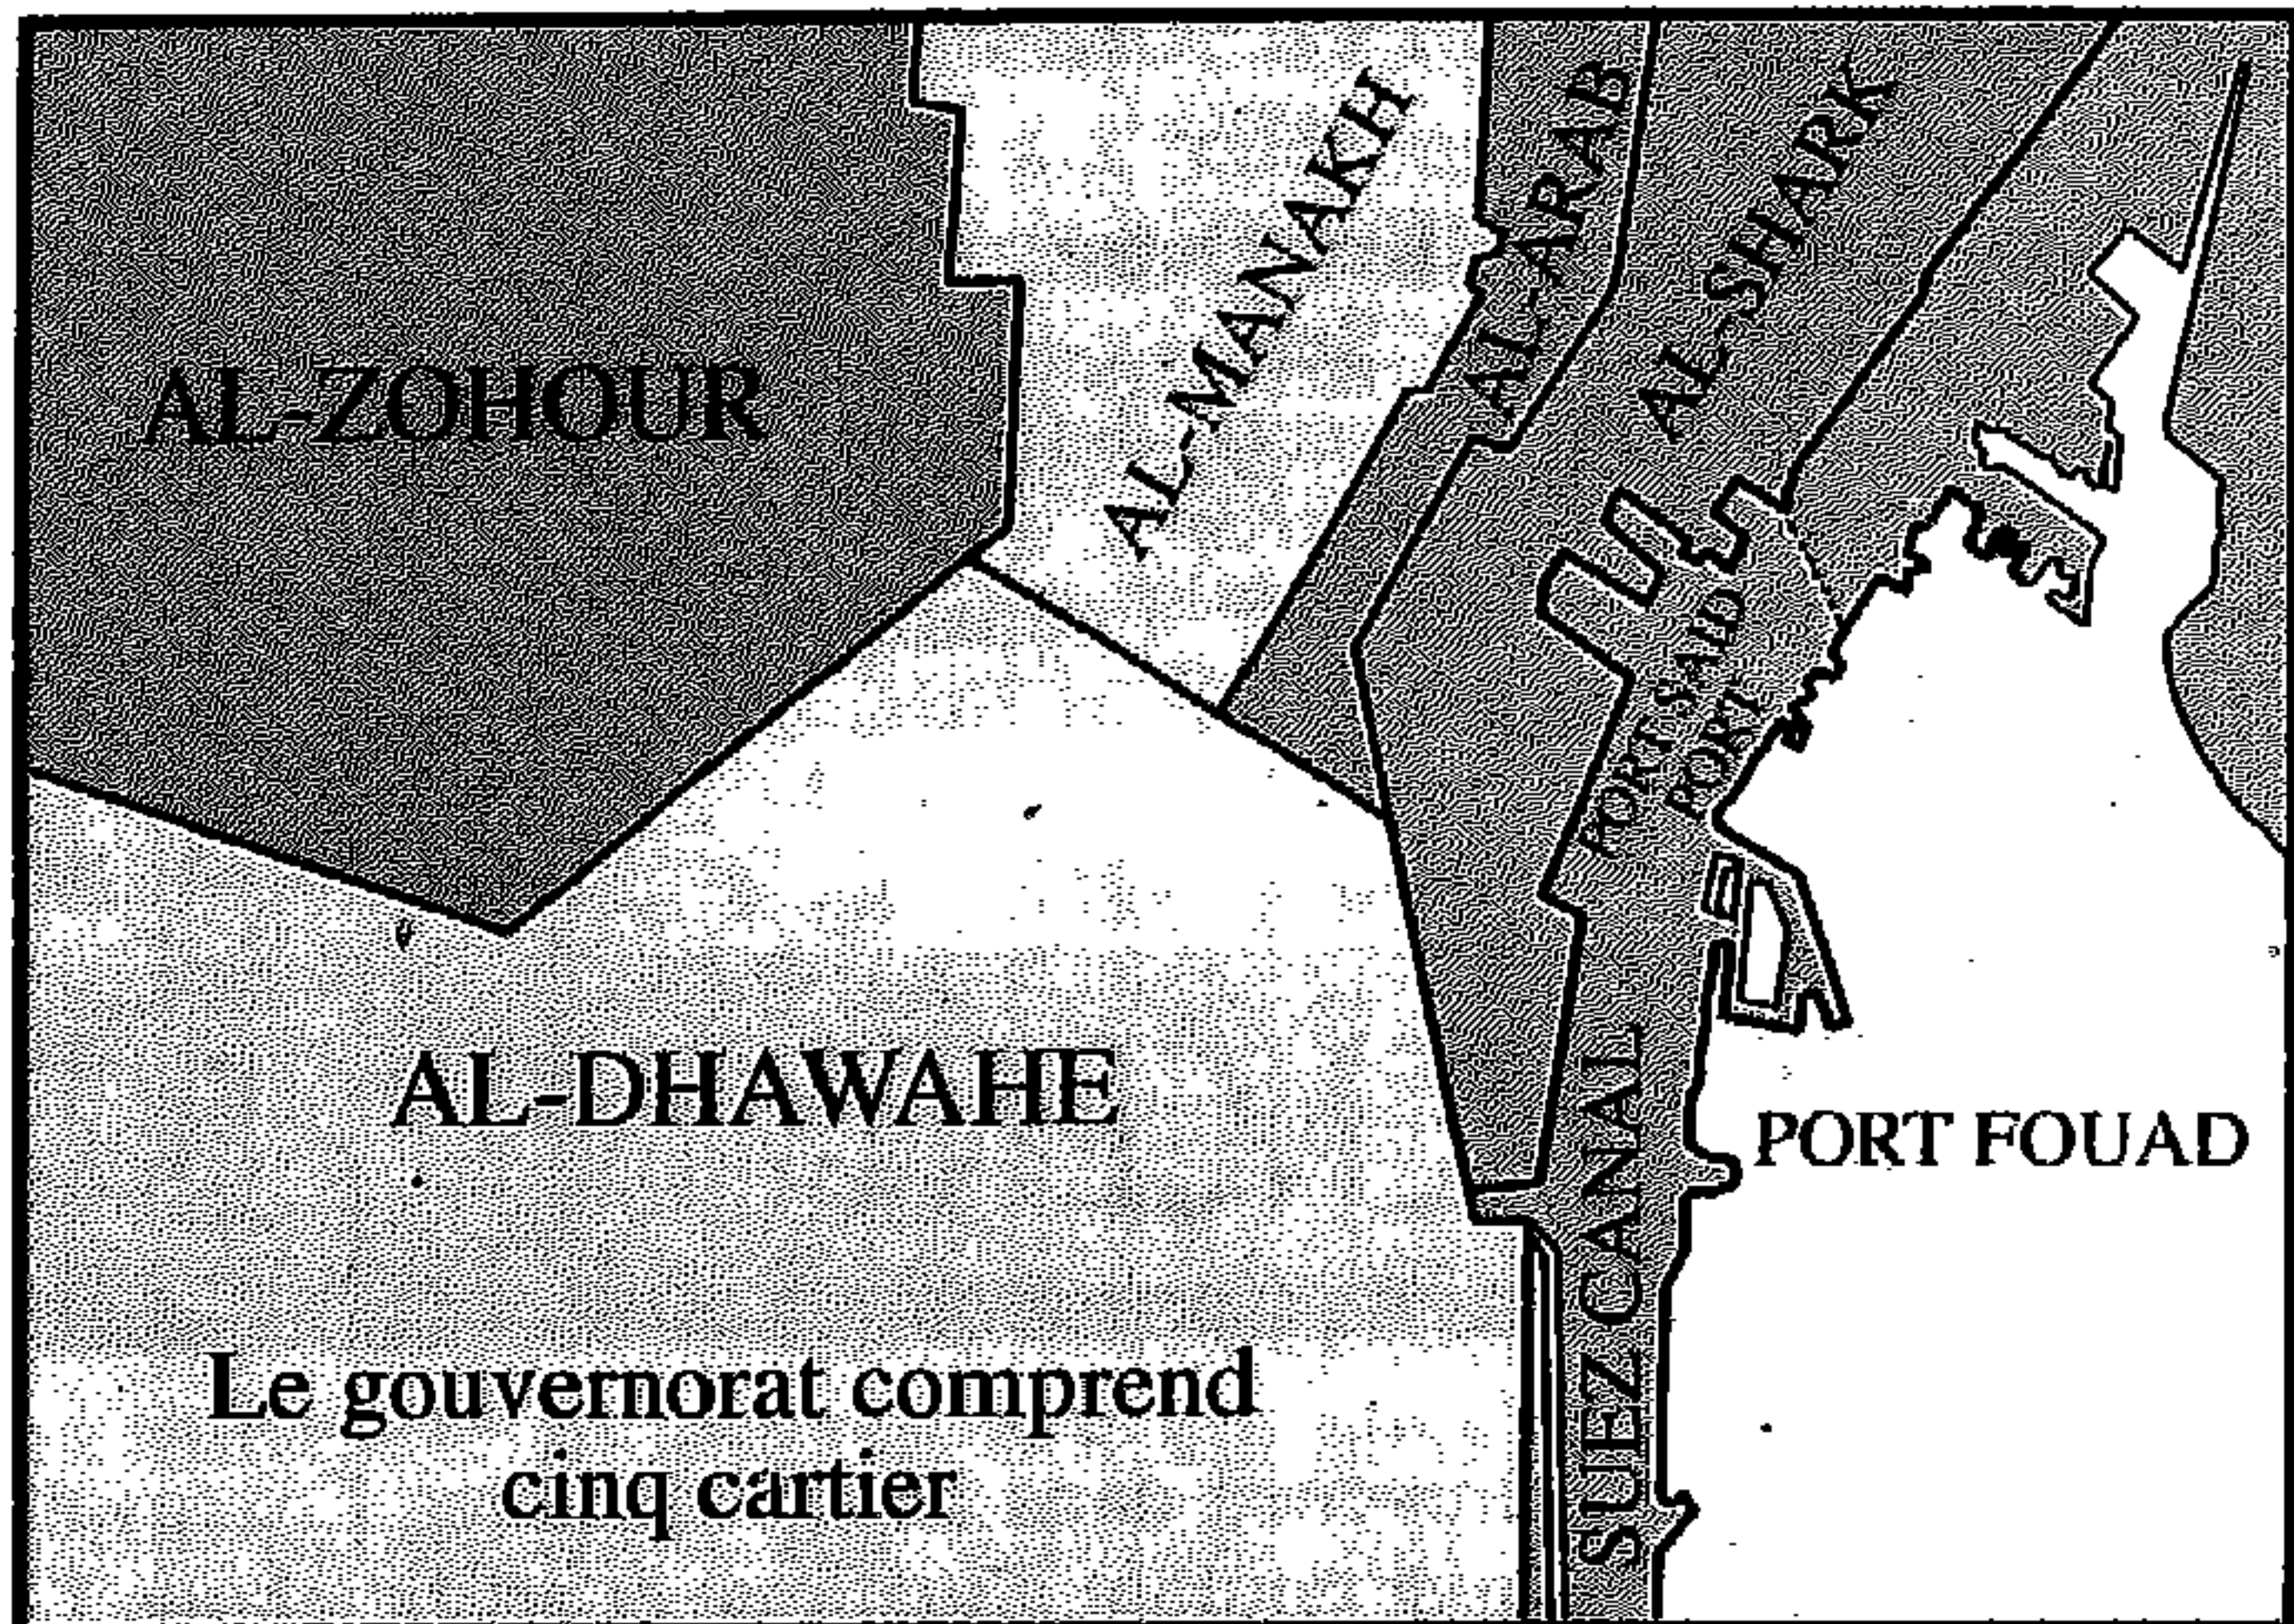 AL-ZOHOUR
AL-MANAKH
AL-ARAB
AL-SHARK
PORT SAID
PORT
SUEZ CANAL
PORT FOUAD
AL-DHAWAHE
Le gouvernorat comprend
cinq cartier